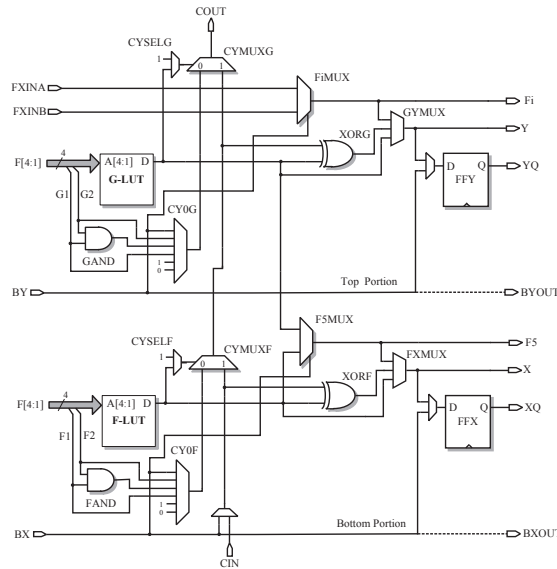 COUT
CYSELG
CYMUXG
1
0
1
FXINA
FXINB
FiMUX
Fi
GYMUX
Y
XORG
4
F[4:1]
A[4:1] D
G-LUT
G1
G2
CY0G
D Q
FFY
YQ
GAND
1
0
BY
Top Portion
BYOUT
CYSELF
CYMUXF
1
0 1
F5MUX
F5
FXMUX
X
XORF
4
F[4:1]
A[4:1] D
F-LUT
F1
F2
CY0F
D Q
FFX
XQ
FAND
1
0
BX
Bottom Portion
BXOUT
CIN